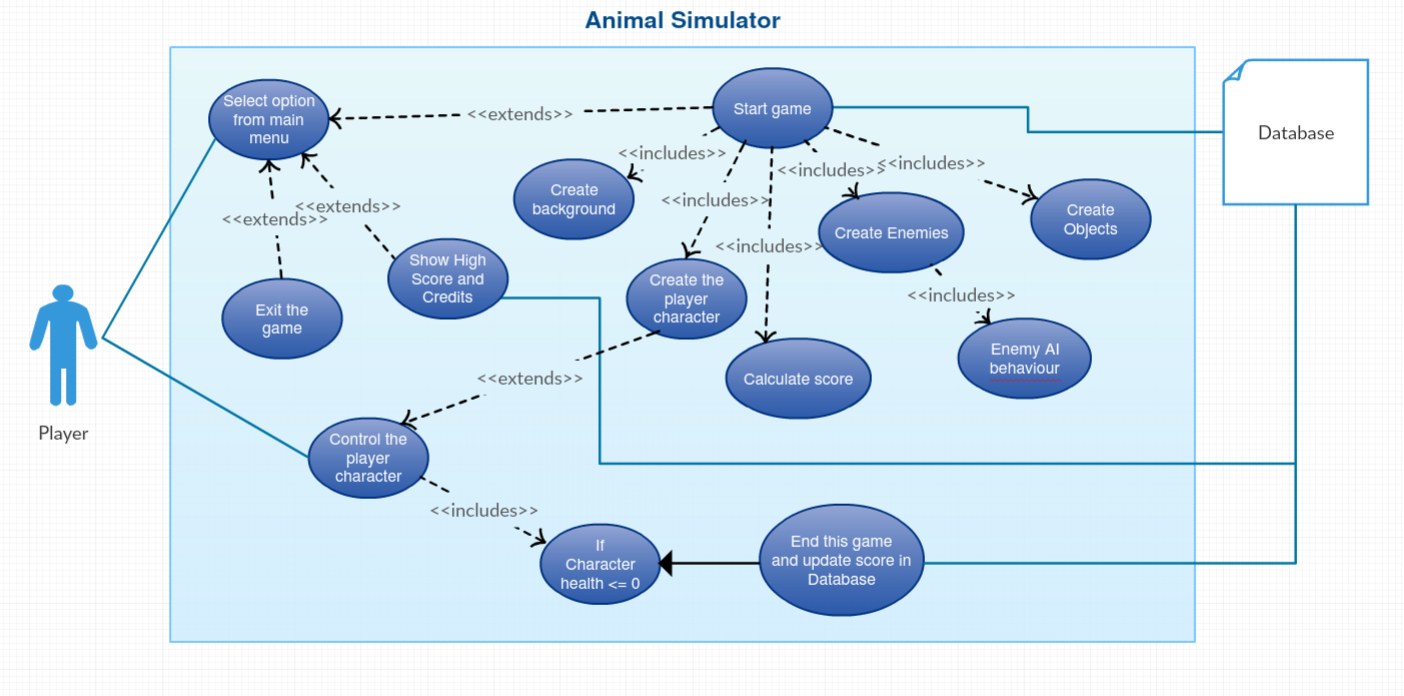 Animal Simulator
Select option
from main
menu
<<extends>>
Start game
Database
<<includes>>
<<includes>>
<<includes>>
Create
background
<<includes>>
<<extends>>
<<extends>>
Create Enemies
Create
Objects
<<includes>>
Show High
Score and
Credits
Create the
player
character
<<includes>>
Exit the
game
Enemy AI
behaviour
<<extends>>
Calculate score
Player
Control the
player
character
<<includes>>
If
Character
health <= 0
End this game
and update score in
Database